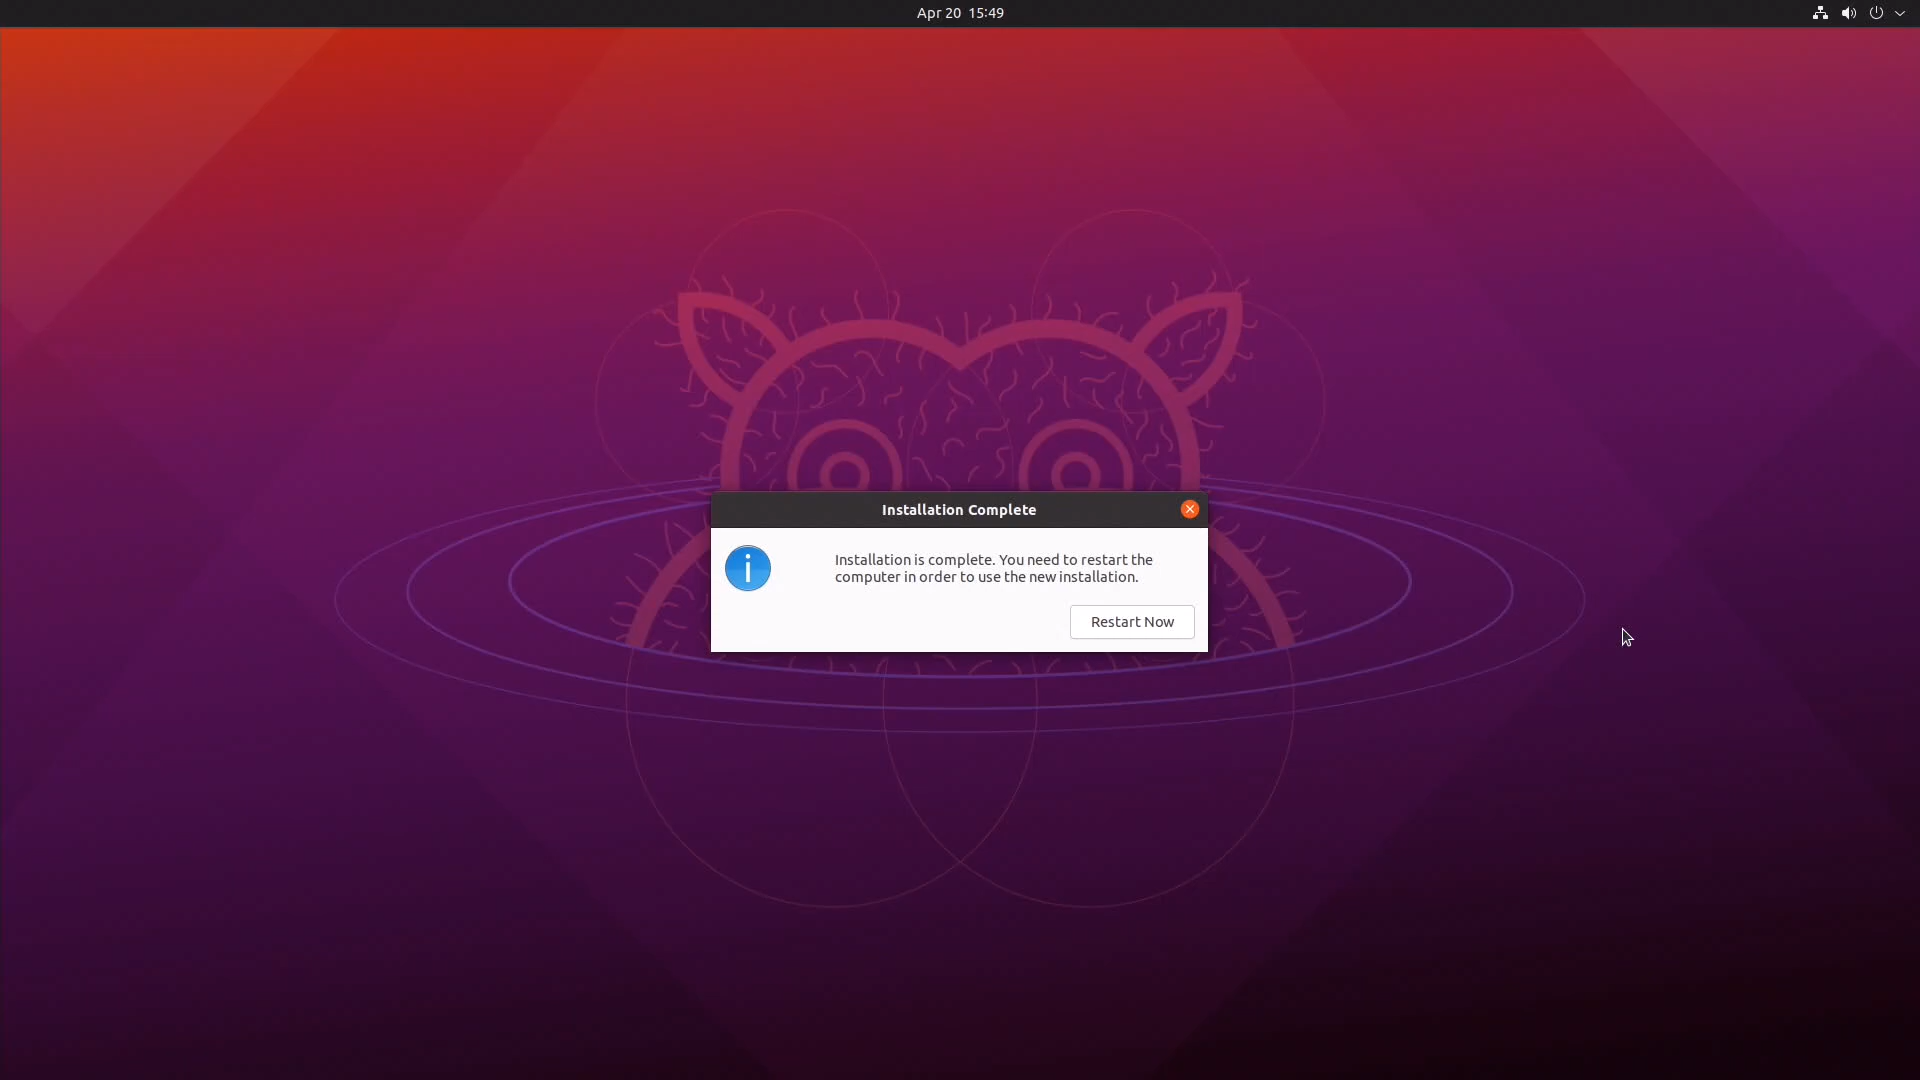 Apr 20 15:49
Installation Complete
Installation is complete. You need to restart the
computer in order to use the new installation.
Restart Now